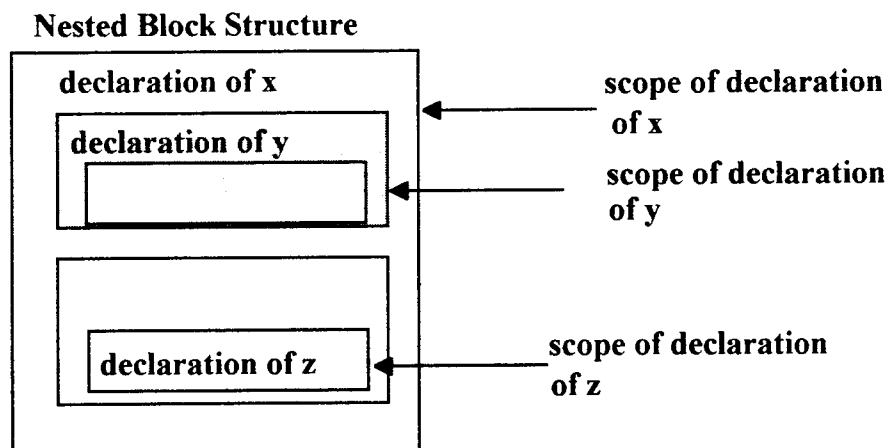 Nested Block Structure
declaration of x
scope of declaration
of x
declaration of y
scope of declaration
of y
declaration of z
scope of declaration
of z